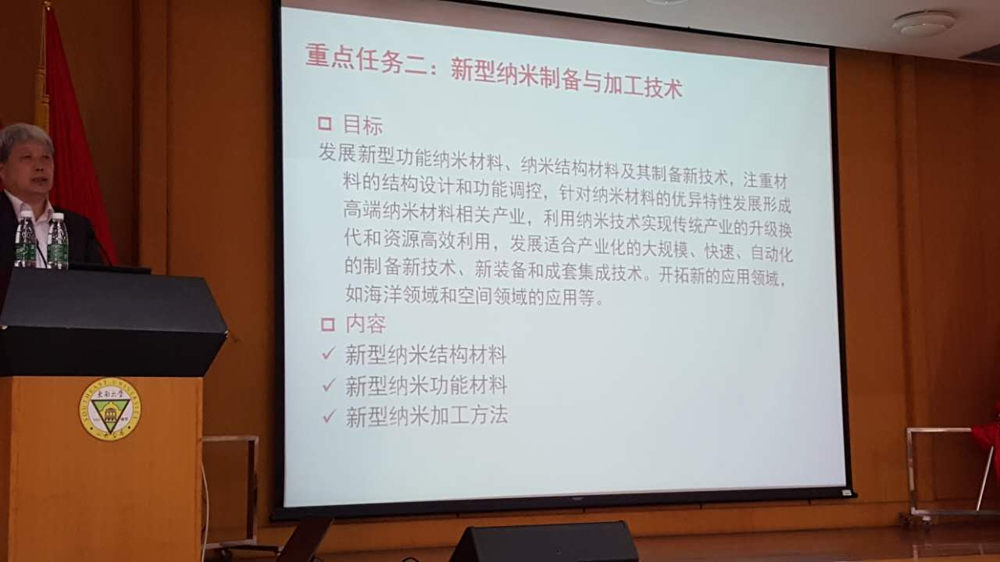 重点任务二：新型纳米制备与加工技术
目标
发展新型功能纳米材料、纳米结构材料及其制备新技术，注重材
料的结构设计和功能调控，针对纳米材料的优异特性发展形成
高端纳米材料相关产业，利用纳米技术实现传统产业的升级换
代和资源高效利用，发展适合产业化的大规模、快速、自动化
的制备新技术、新装备和成套集成技术。开拓新的应用领域，
如海洋领域和空间领域的应用等。
内容
✓ 新型纳米结构材料
✓ 新型纳米功能材料
✓ 新型纳米加工方法
SOUTHEAST UNIVERSITY
東南大學